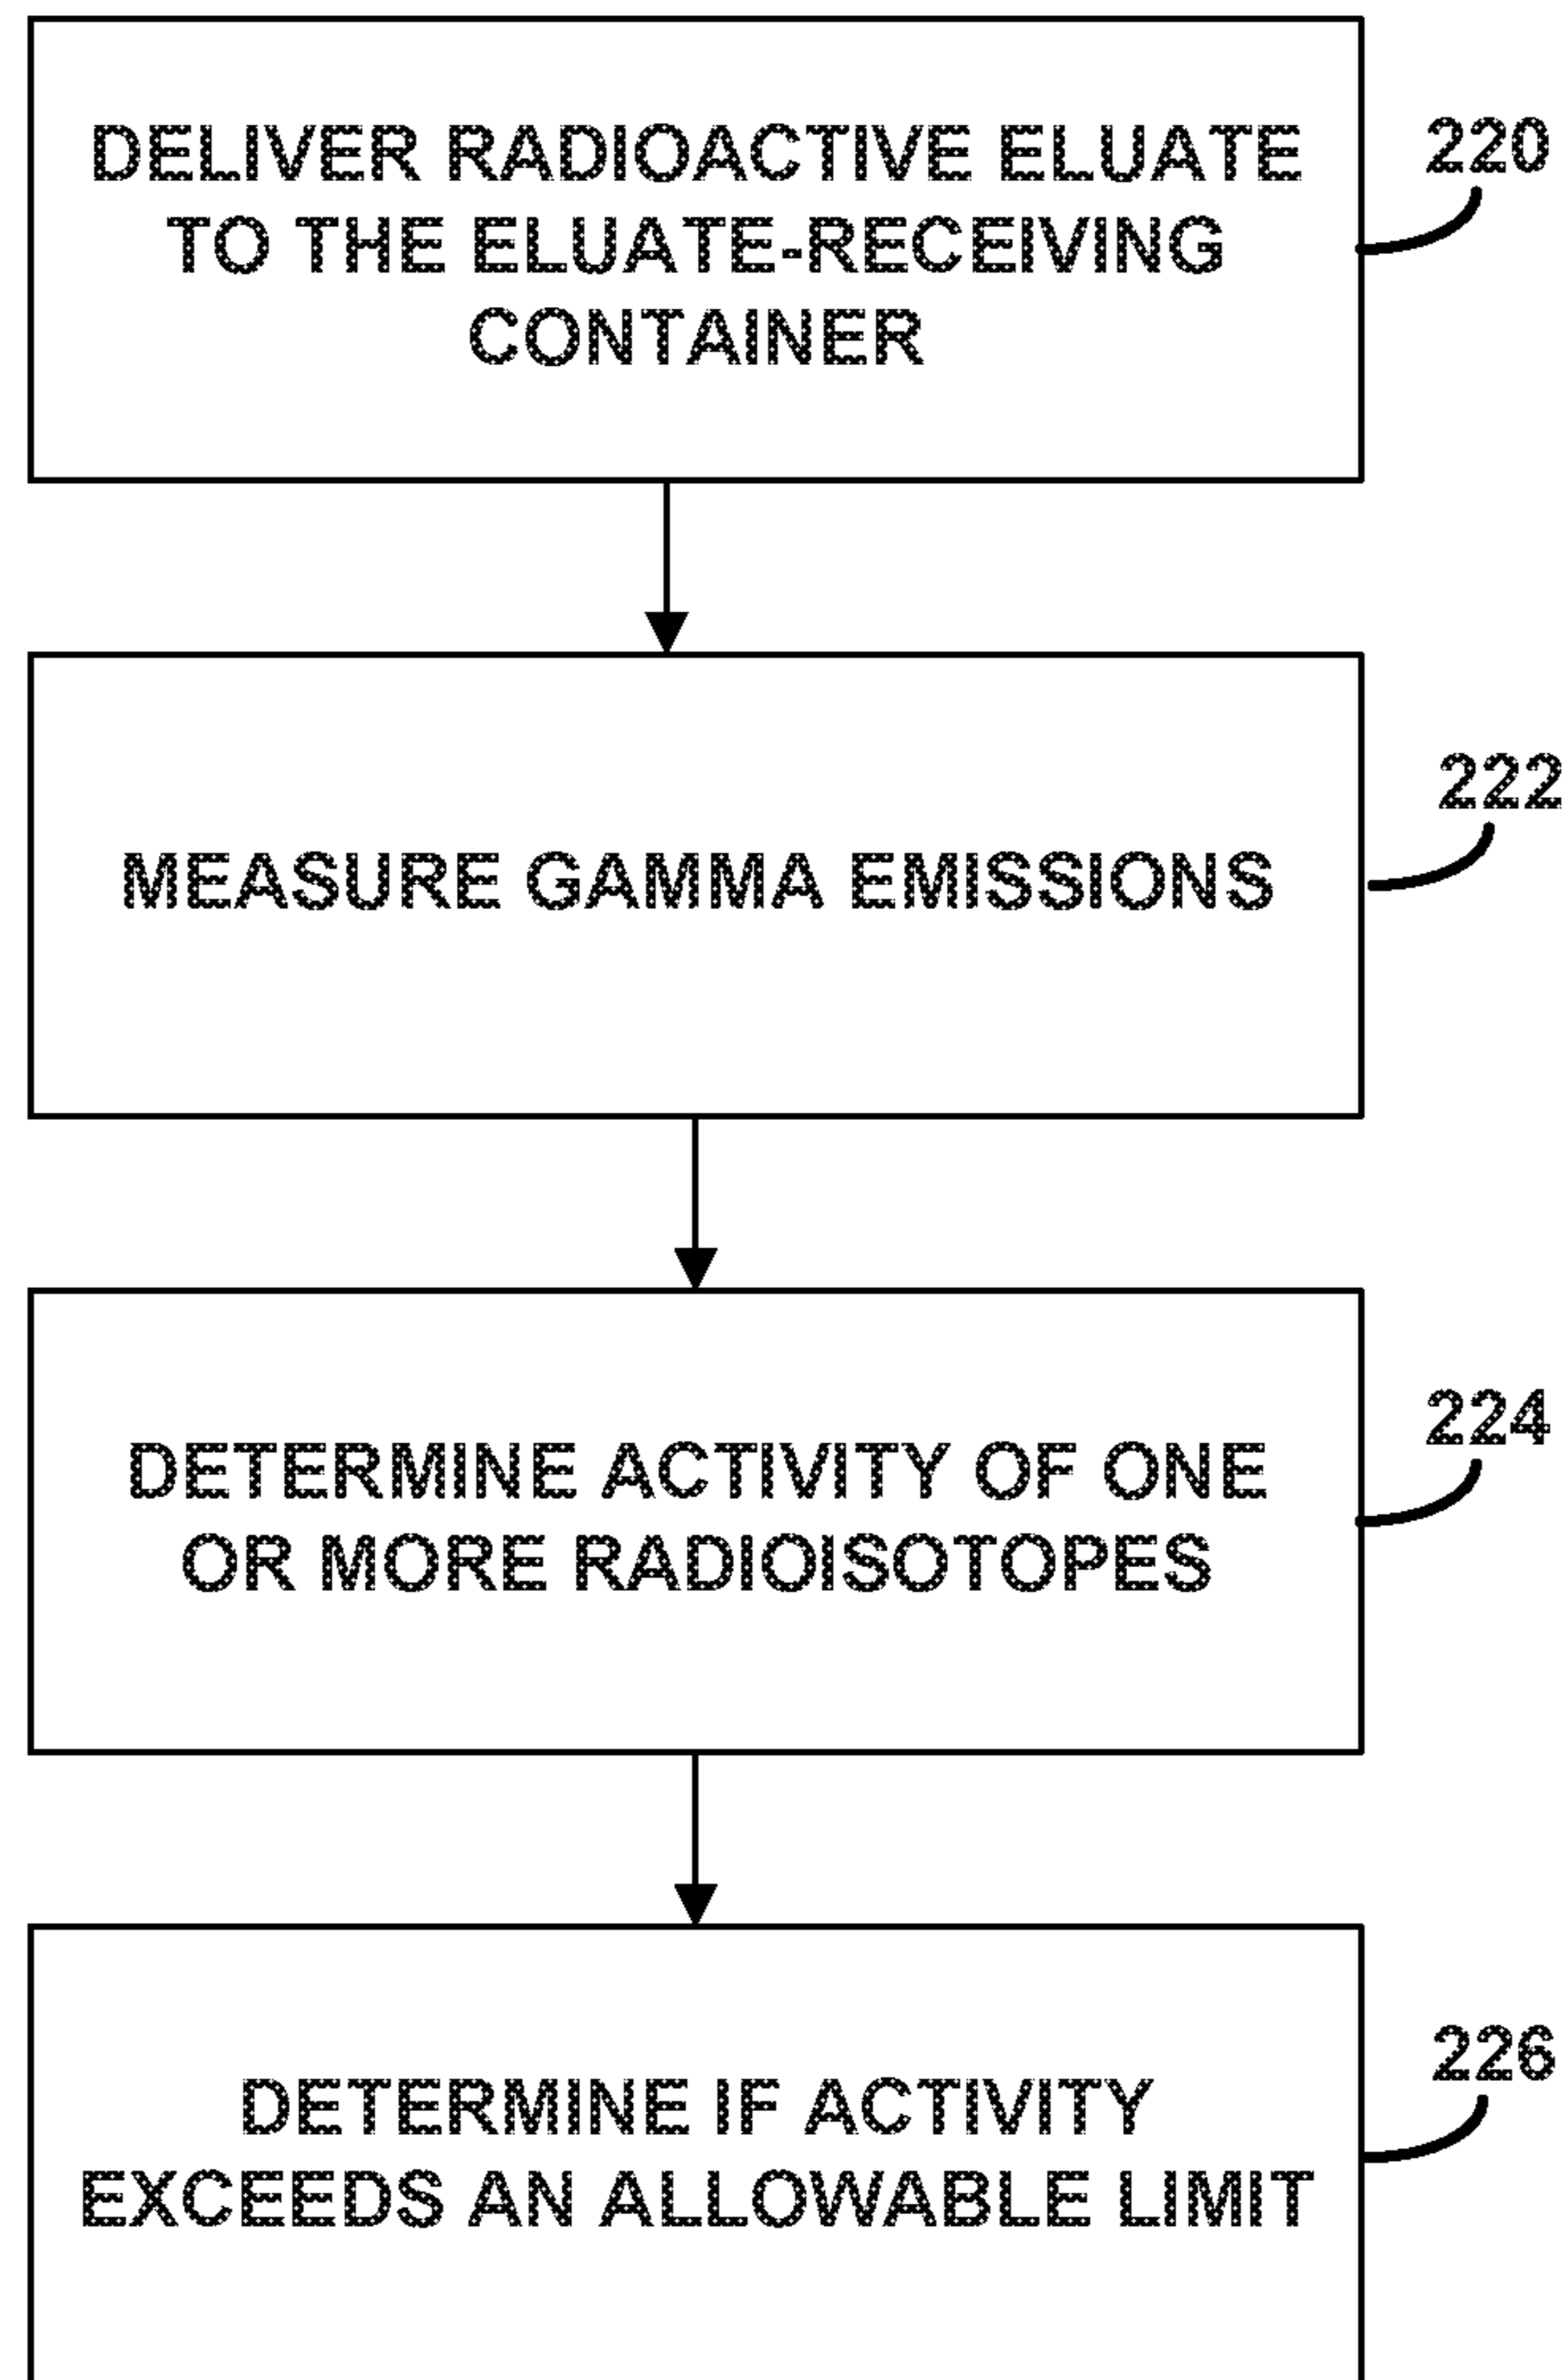 DELIVER RADIOACTIVE ELUATE
TO THE ELUATE-RECEIVING
CONTAINER
220
MEASURE GAMMA EMISSIONS
222
DETERMINE ACTIVITY OF ONE
OR MORE RADIOISOTOPES
224
DETERMINE IF ACTIVITY
EXCEEDS AN ALLOWABLE LIMIT
226